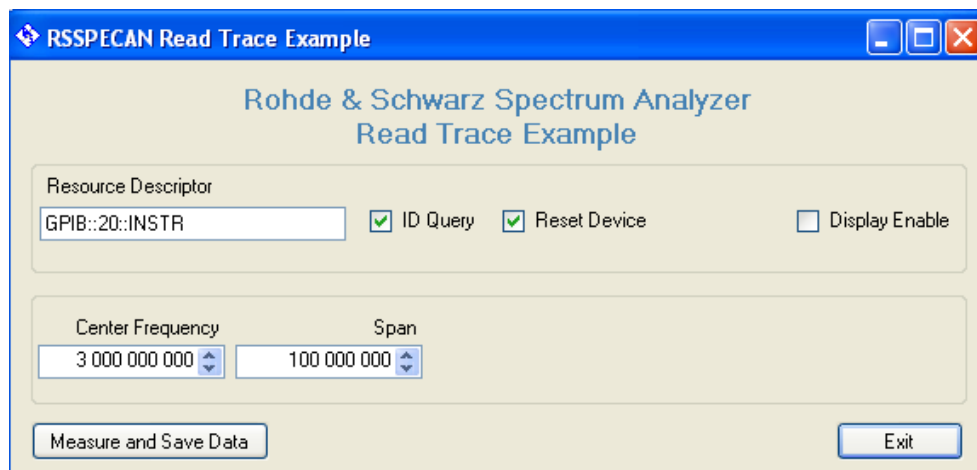 RSSPECAN Read Trace Example
Rohde & Schwarz Spectrum Analyzer
Read Trace Example
Resource Descriptor
GPIB::20::INSTR ID Query Reset Device Display Enable
Center Frequency Span
3 000 000 000 100 000 000
Measure and Save Data Exit